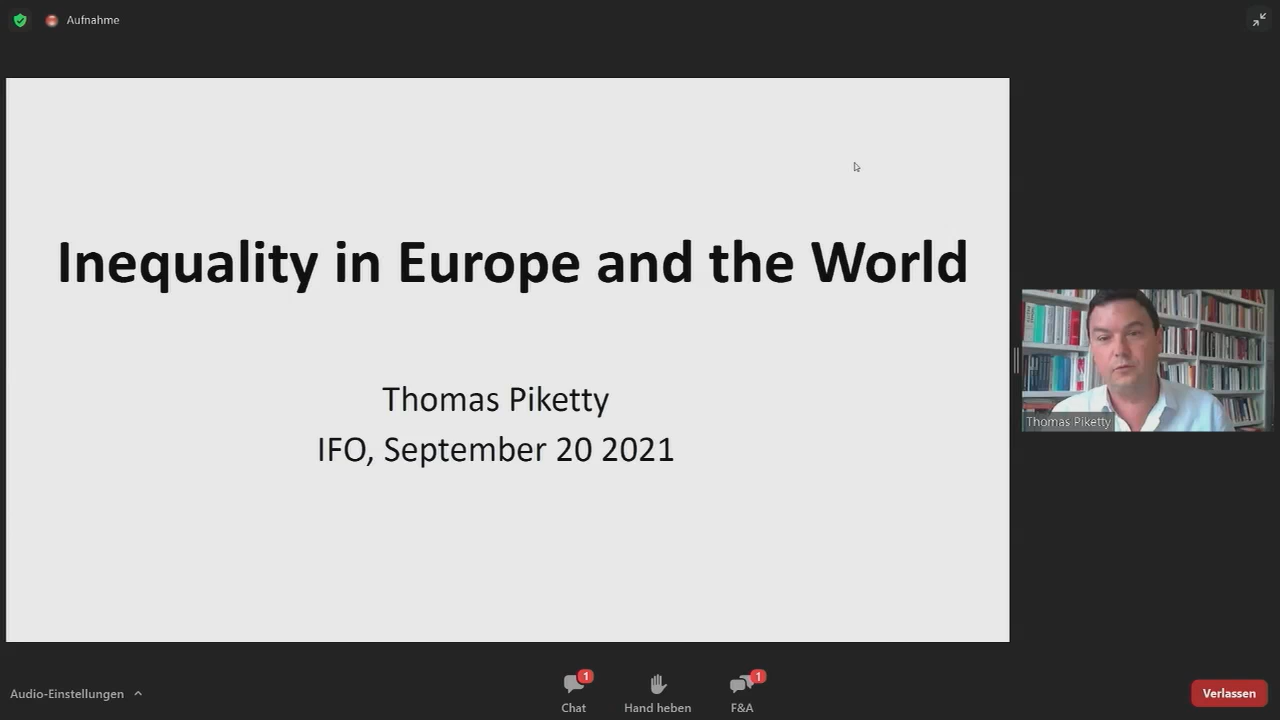 Aufnahme
Inequality in Europe and the World
Thomas Piketty
IFO, September 20 2021
Thomas Piketty
Audio-Einstellungen
1
Chat
Hand heben
1
F&A
Verlassen